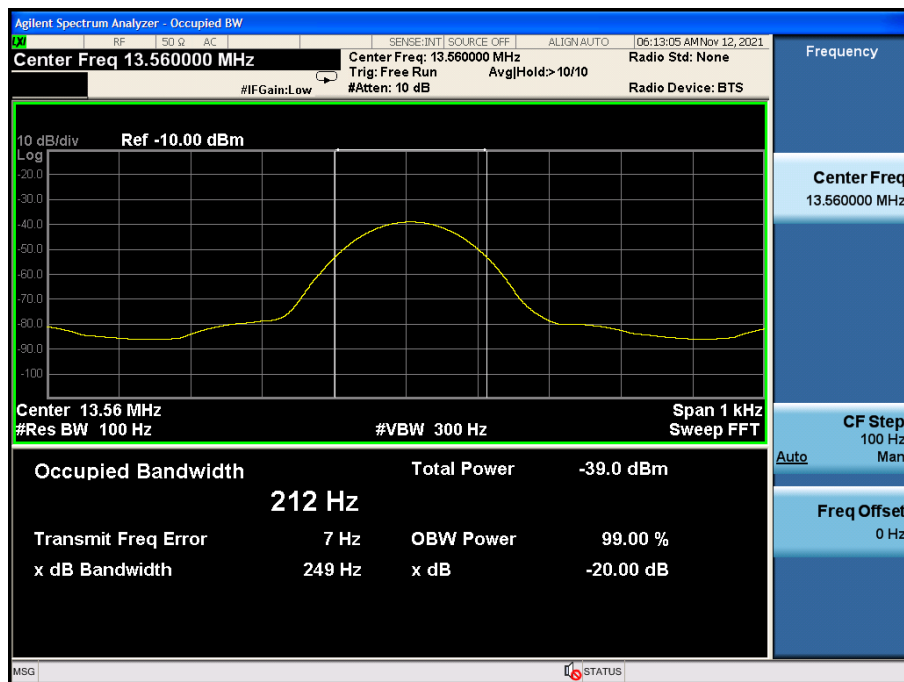 Agilent Spectrum Analyzer - Occupied BW
LXI RF 50 Ω AC SENSE:INT SOURCE OFF ALIGN AUTO 06:13:05 AM Nov 12, 2021
Center Freq 13.560000 MHz
Center Freq: 13.560000 MHz Radio Std: None
Trig: Free Run Avg|Hold:>10/10
#IFGain:Low #Atten: 10 dB Radio Device: BTS
10 dB/div Ref -10.00 dBm
Log
-20.0
-30.0
-40.0
-50.0
-60.0
-70.0
-80.0
-90.0
-100
Center 13.56 MHz Span 1 kHz
#Res BW 100 Hz #VBW 300 Hz Sweep FFT
Occupied Bandwidth Total Power -39.0 dBm
212 Hz
Transmit Freq Error 7 Hz OBW Power 99.00 %
x dB Bandwidth 249 Hz x dB -20.00 dB
MSG STATUS
Frequency
Center Freq
13.560000 MHz
CF Step
100 Hz
Auto Man
Freq Offset
0 Hz